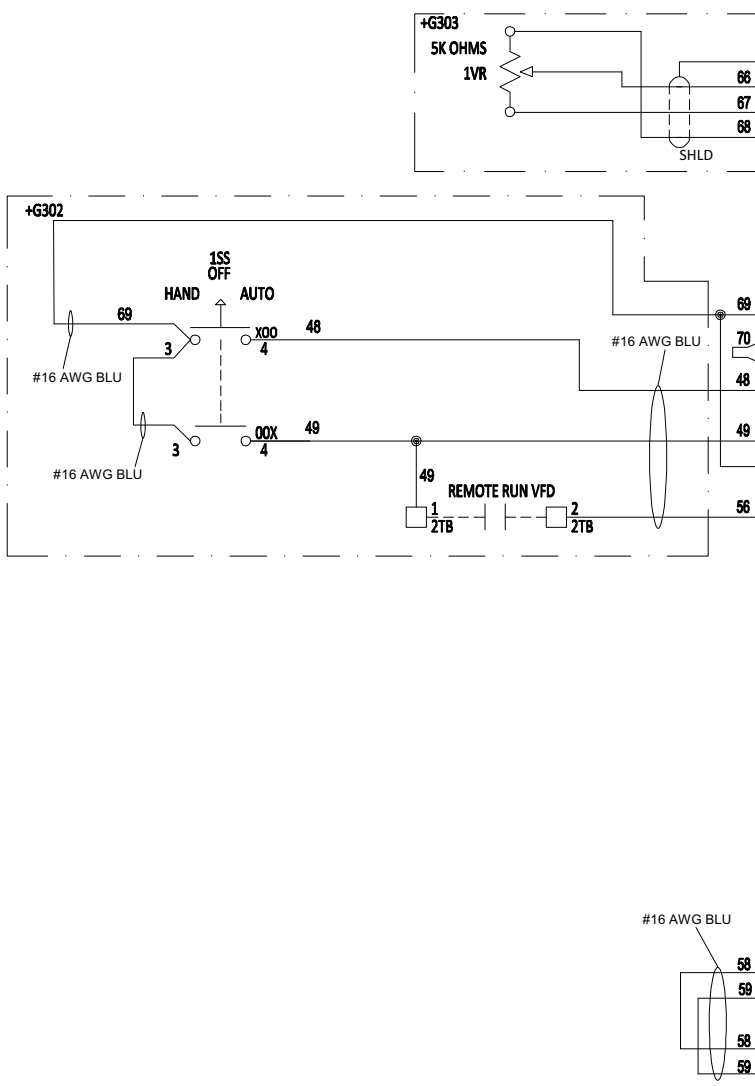 +G303
5K OHMS
1VR
66
67
68
SHLD
+G302
1SS
OFF
HAND AUTO
69
69
X00 48
3 4
#16 AWG BLU
#16 AWG BLU
70
48
00X 49
49
3 4
#16 AWG BLU
49
REMOTE RUN VFD
1 2
2TB 2TB
56
#16 AWG BLU
58
59
58
59